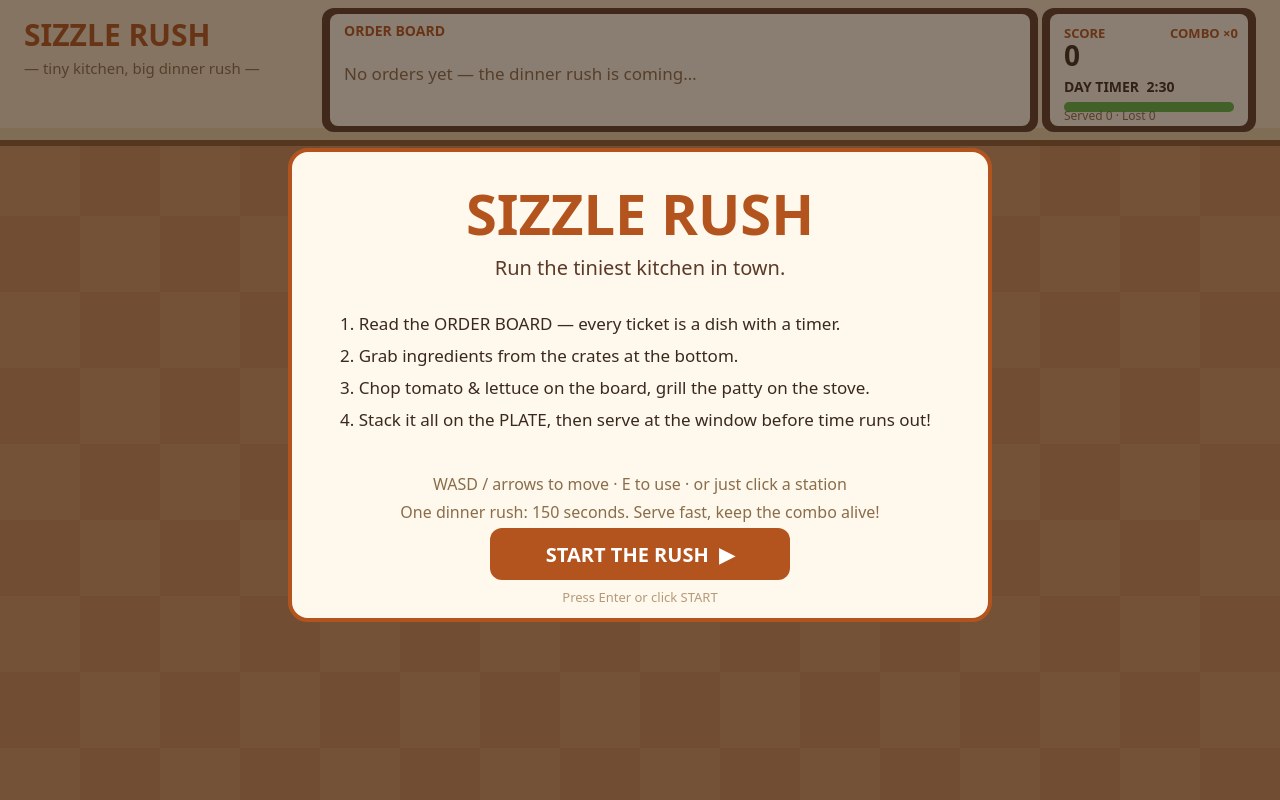 SIZZLE RUSH
— tiny kitchen, big dinner rush —
ORDER BOARD
No orders yet — the dinner rush is coming...
SCORE COMBO ×0
0
DAY TIMER 2:30
Served 0 · Lost 0
SIZZLE RUSH
Run the tiniest kitchen in town.
1. Read the ORDER BOARD — every ticket is a dish with a timer.
2. Grab ingredients from the crates at the bottom.
3. Chop tomato & lettuce on the board, grill the patty on the stove.
4. Stack it all on the PLATE, then serve at the window before time runs out!
WASD / arrows to move · E to use · or just click a station
One dinner rush: 150 seconds. Serve fast, keep the combo alive!
START THE RUSH ▶
Press Enter or click START